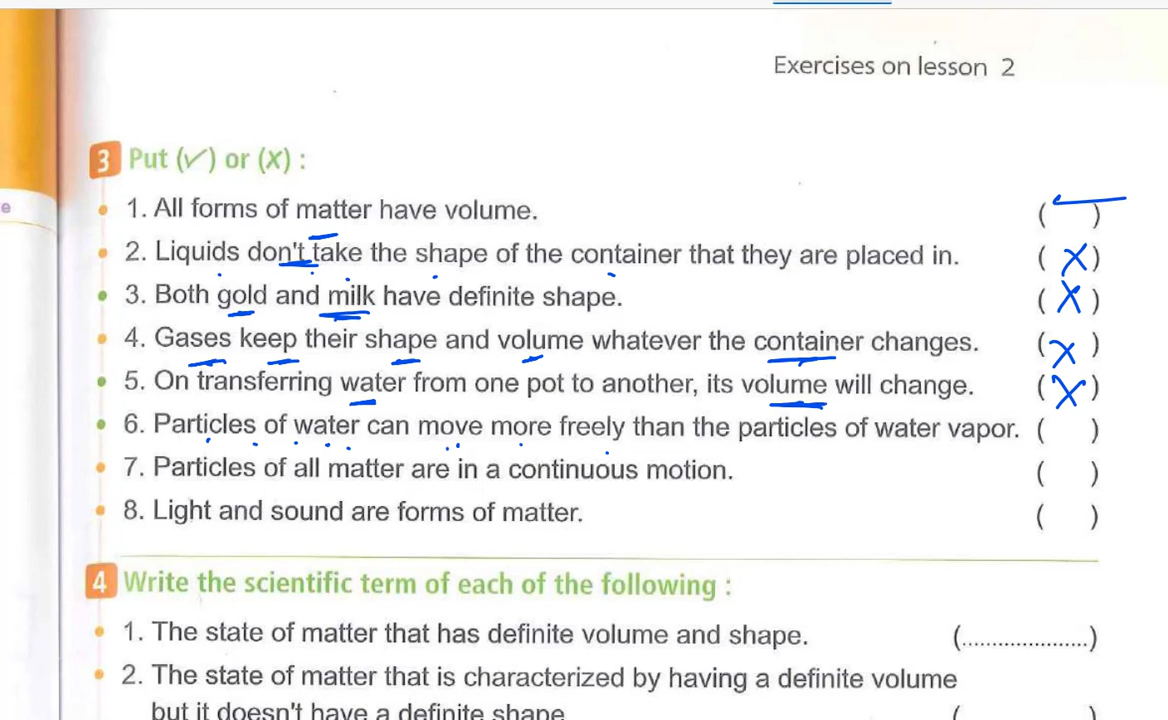 Exercises on lesson 2
3 Put (✓) or (X) :
1. All forms of matter have volume. ( ✓ )
2. Liquids don't take the shape of the container that they are placed in. ( X )
3. Both gold and milk have definite shape. ( X )
4. Gases keep their shape and volume whatever the container changes. ( X )
5. On transferring water from one pot to another, its volume will change. ( X )
6. Particles of water can move more freely than the particles of water vapor. ( )
7. Particles of all matter are in a continuous motion. ( )
8. Light and sound are forms of matter. ( )
4 Write the scientific term of each of the following :
1. The state of matter that has definite volume and shape. (.....................)
2. The state of matter that is characterized by having a definite volume
but it doesn't have a definite shape
e